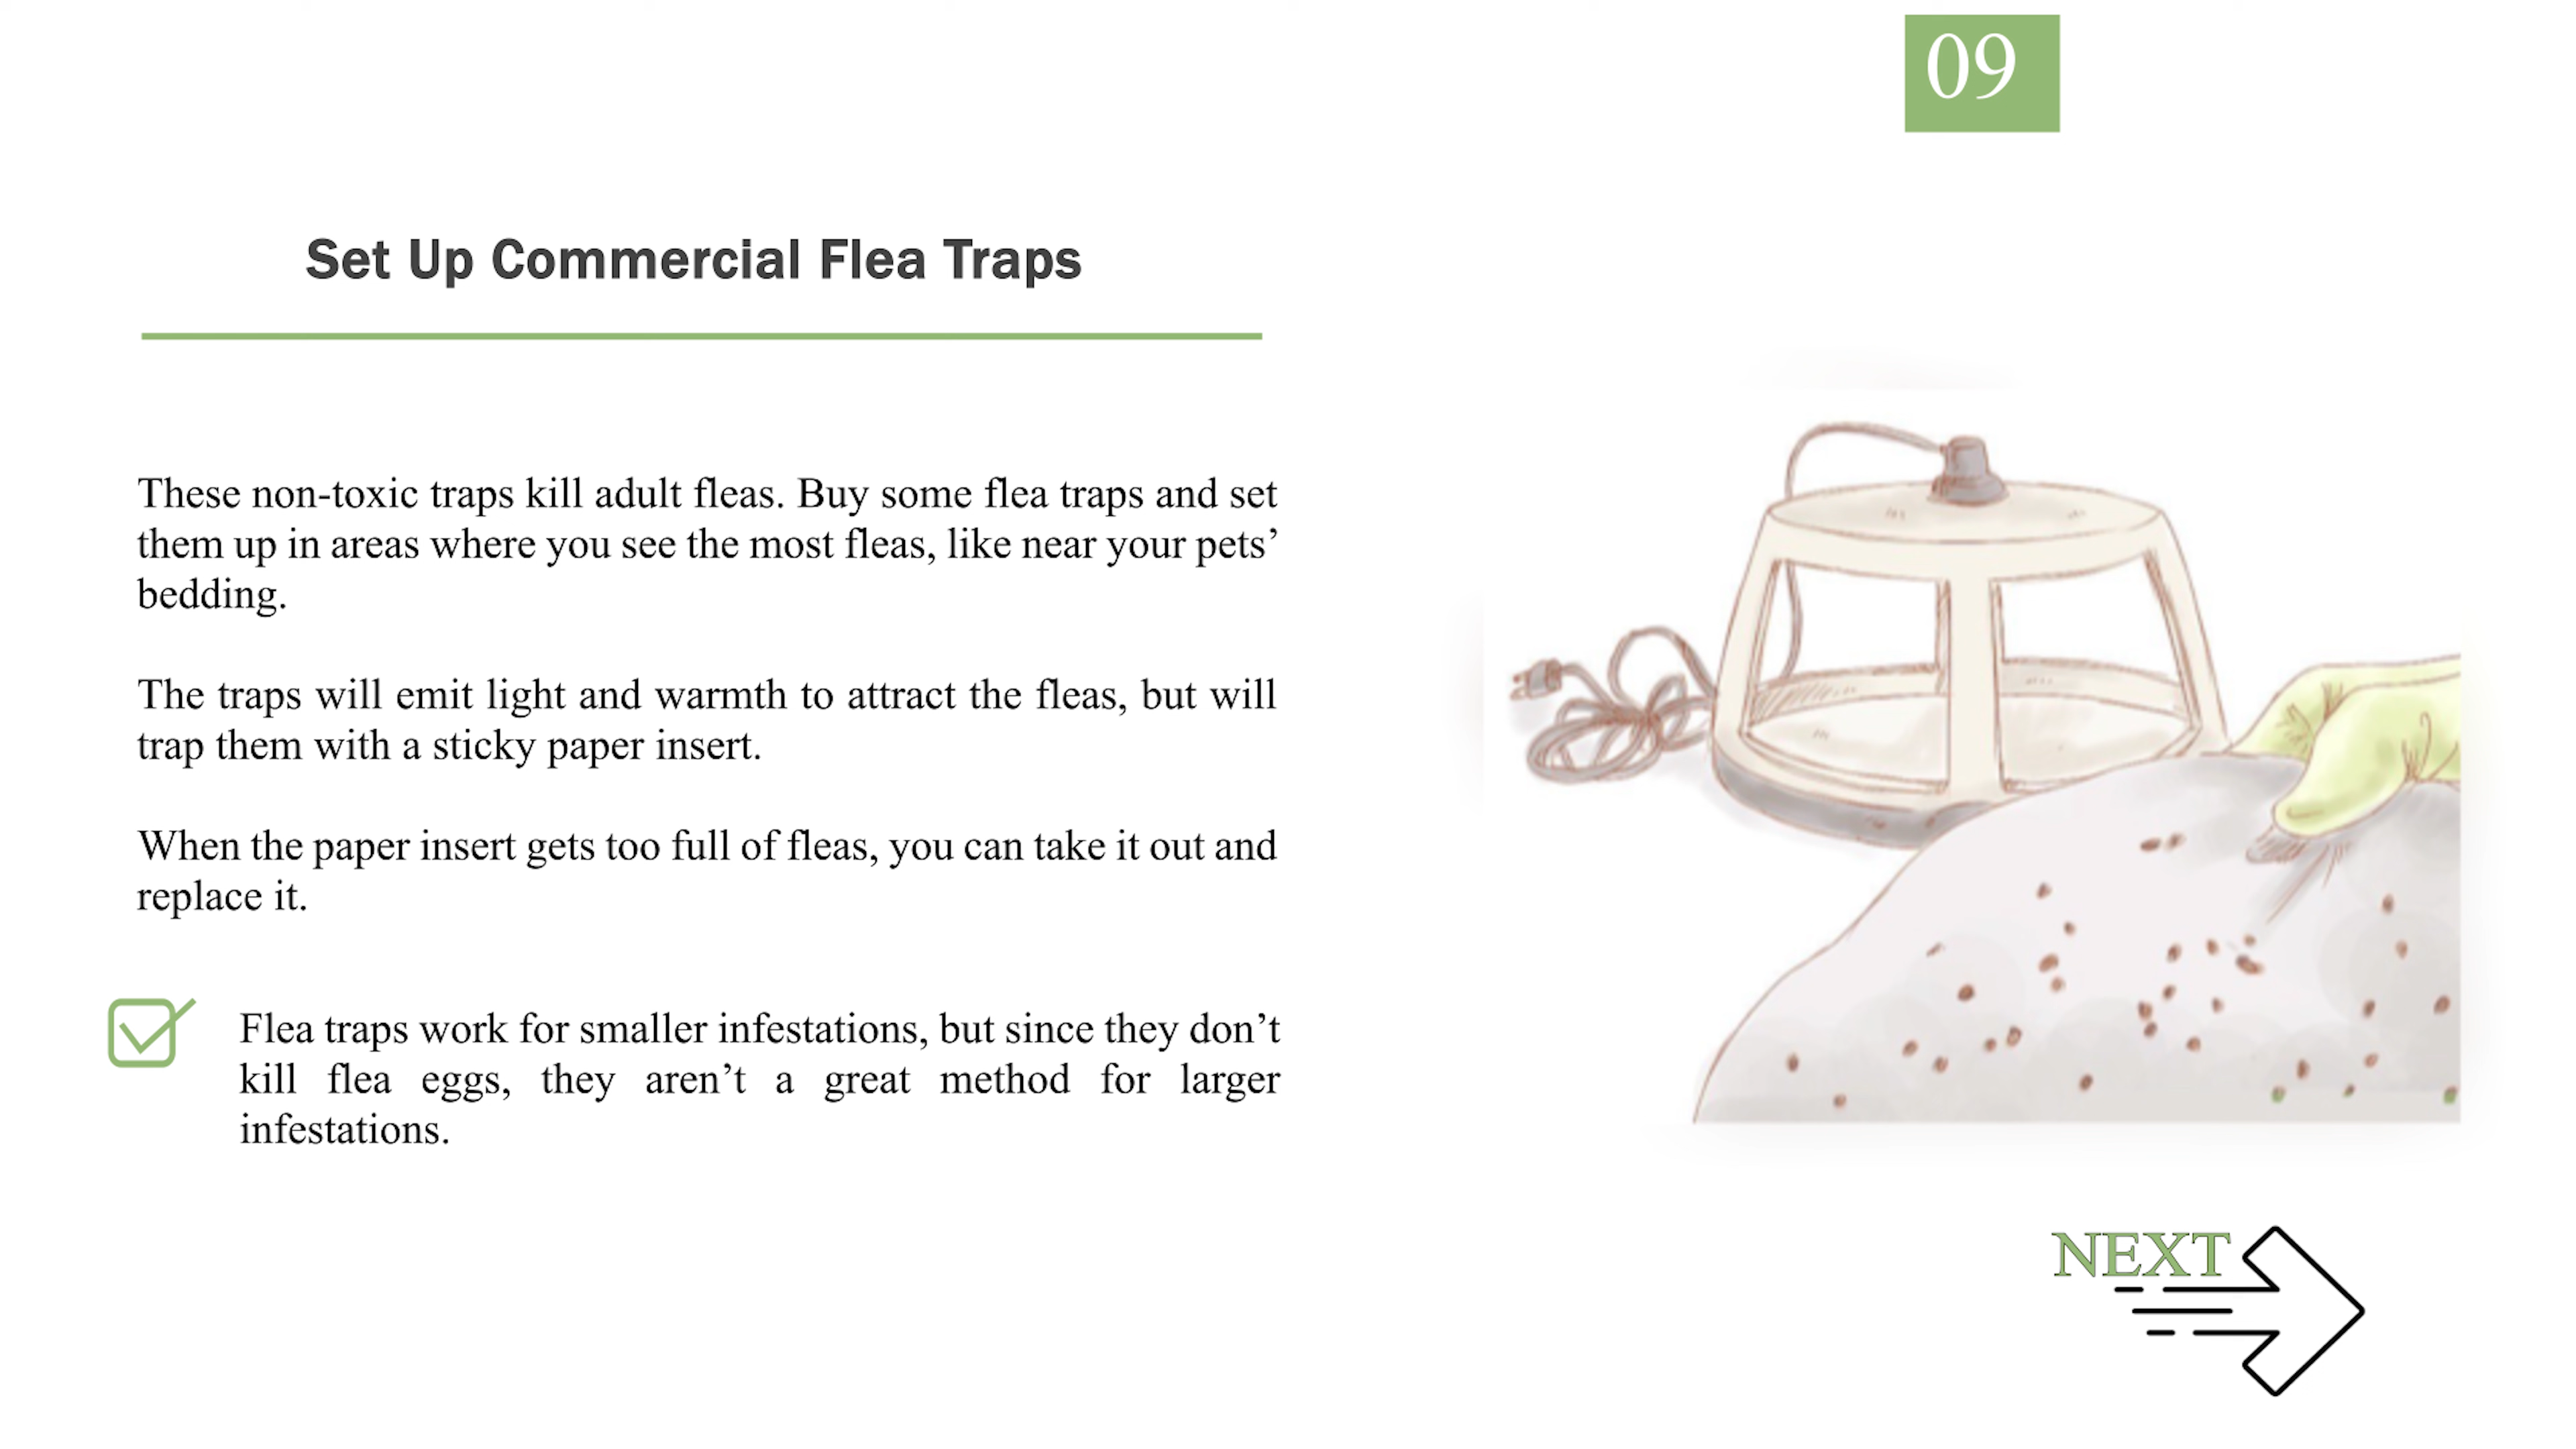 09
Set Up Commercial Flea Traps
These non-toxic traps kill adult fleas. Buy some flea traps and set
them up in areas where you see the most fleas, like near your pets’
bedding.
The traps will emit light and warmth to attract the fleas, but will
trap them with a sticky paper insert.
When the paper insert gets too full of fleas, you can take it out and
replace it.
Flea traps work for smaller infestations, but since they don’t
kill flea eggs, they aren’t a great method for larger
infestations.
NEXT